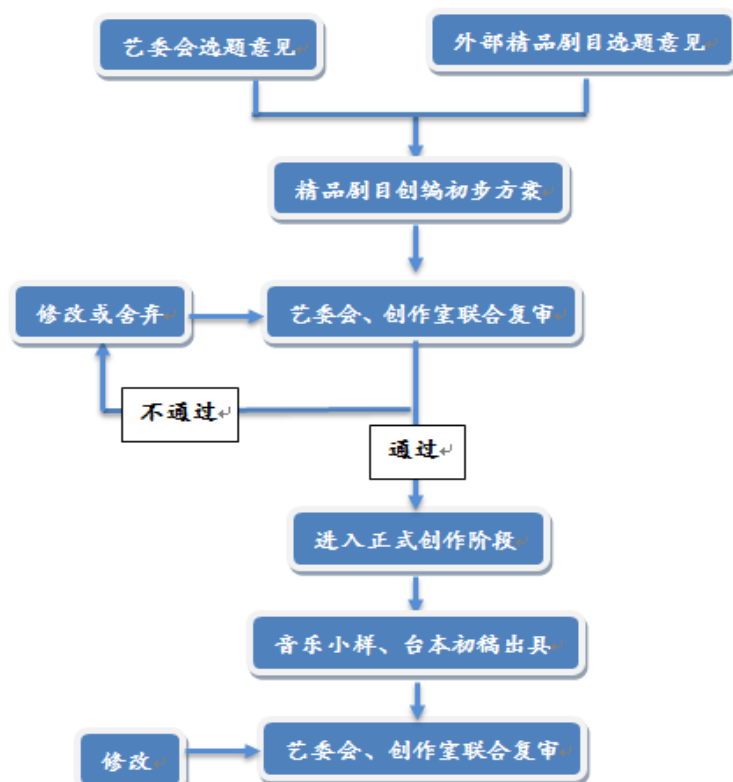 艺委会选题意见
外部精品剧目选题意见
精品剧目创编初步方案
修改或舍弃
艺委会、创作室联合复审
不通过
通过
进入正式创作阶段
音乐小样、台本初稿出具
修改
艺委会、创作室联合复审